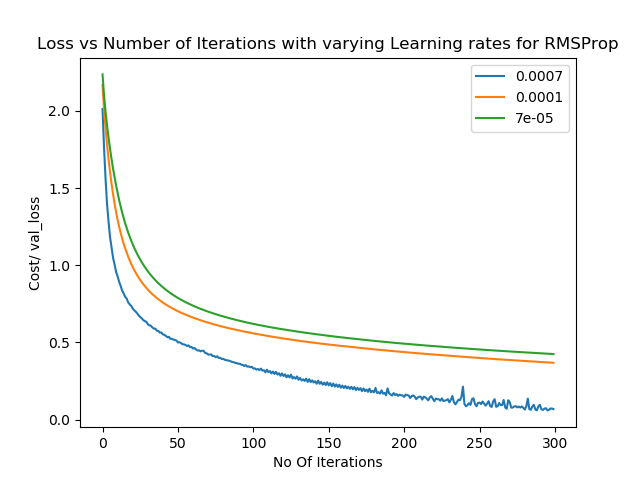 Loss vs Number of Iterations with varying Learning rates for RMSProp
0.0007
0.0001
7e-05
2.0
1.5
1.0
0.5
0.0
Cost/ val_loss
0 50 100 150 200 250 300
No Of Iterations